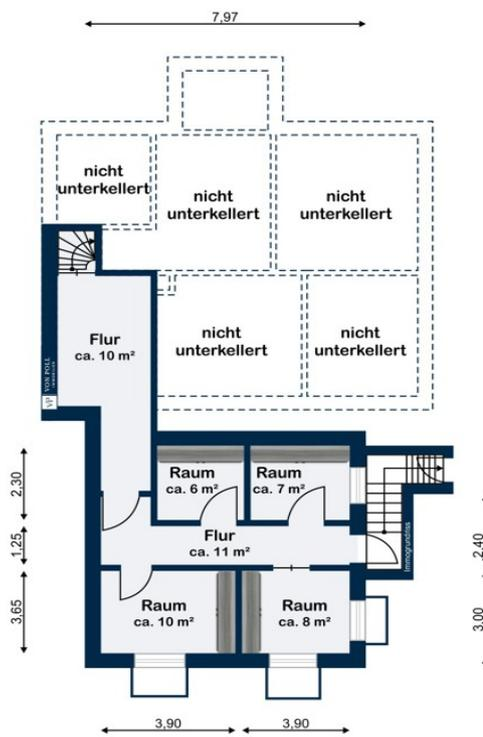 7,97
nicht
unterkellert
nicht
unterkellert
nicht
unterkellert
Flur
ca. 10 m²
nicht
unterkellert
nicht
unterkellert
VON POLL
IMMOBILIEN
VP
2,30
1,25
3,65
Raum
ca. 6 m²
Raum
ca. 7 m²
Flur
ca. 11 m²
Raum
ca. 10 m²
Raum
ca. 8 m²
Immogrundriss
2,40
3,00
3,90
3,90